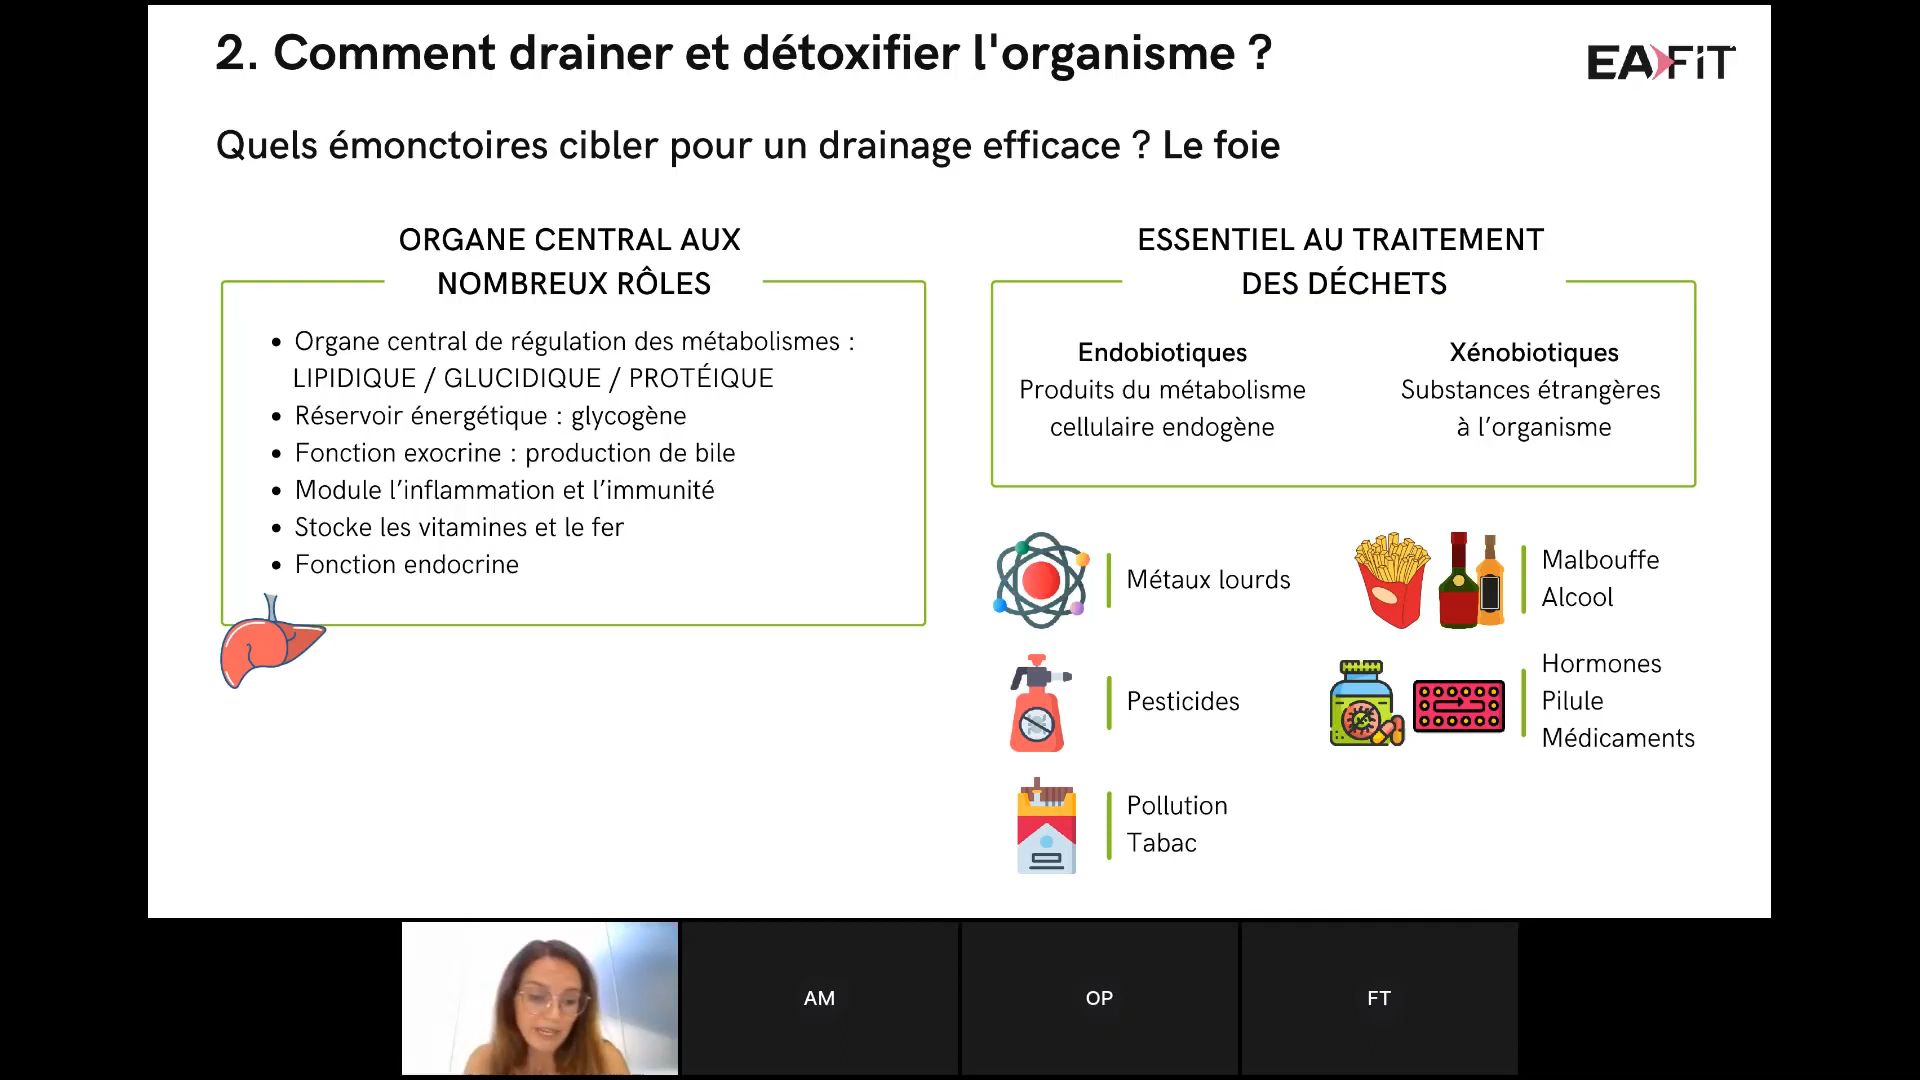 2. Comment drainer et détoxifier l'organisme ?
EAFIT
Quels émonctoires cibler pour un drainage efficace ? Le foie
ORGANE CENTRAL AUX
NOMBREUX RÔLES
• Organe central de régulation des métabolismes :
LIPIDIQUE / GLUCIDIQUE / PROTÉIQUE
• Réservoir énergétique : glycogène
• Fonction exocrine : production de bile
• Module l’inflammation et l’immunité
• Stocke les vitamines et le fer
• Fonction endocrine
ESSENTIEL AU TRAITEMENT
DES DÉCHETS
Endobiotiques
Produits du métabolisme
cellulaire endogène
Xénobiotiques
Substances étrangères
à l’organisme
Métaux lourds
Malbouffe
Alcool
Pesticides
Hormones
Pilule
Médicaments
Pollution
Tabac
AM
OP
FT